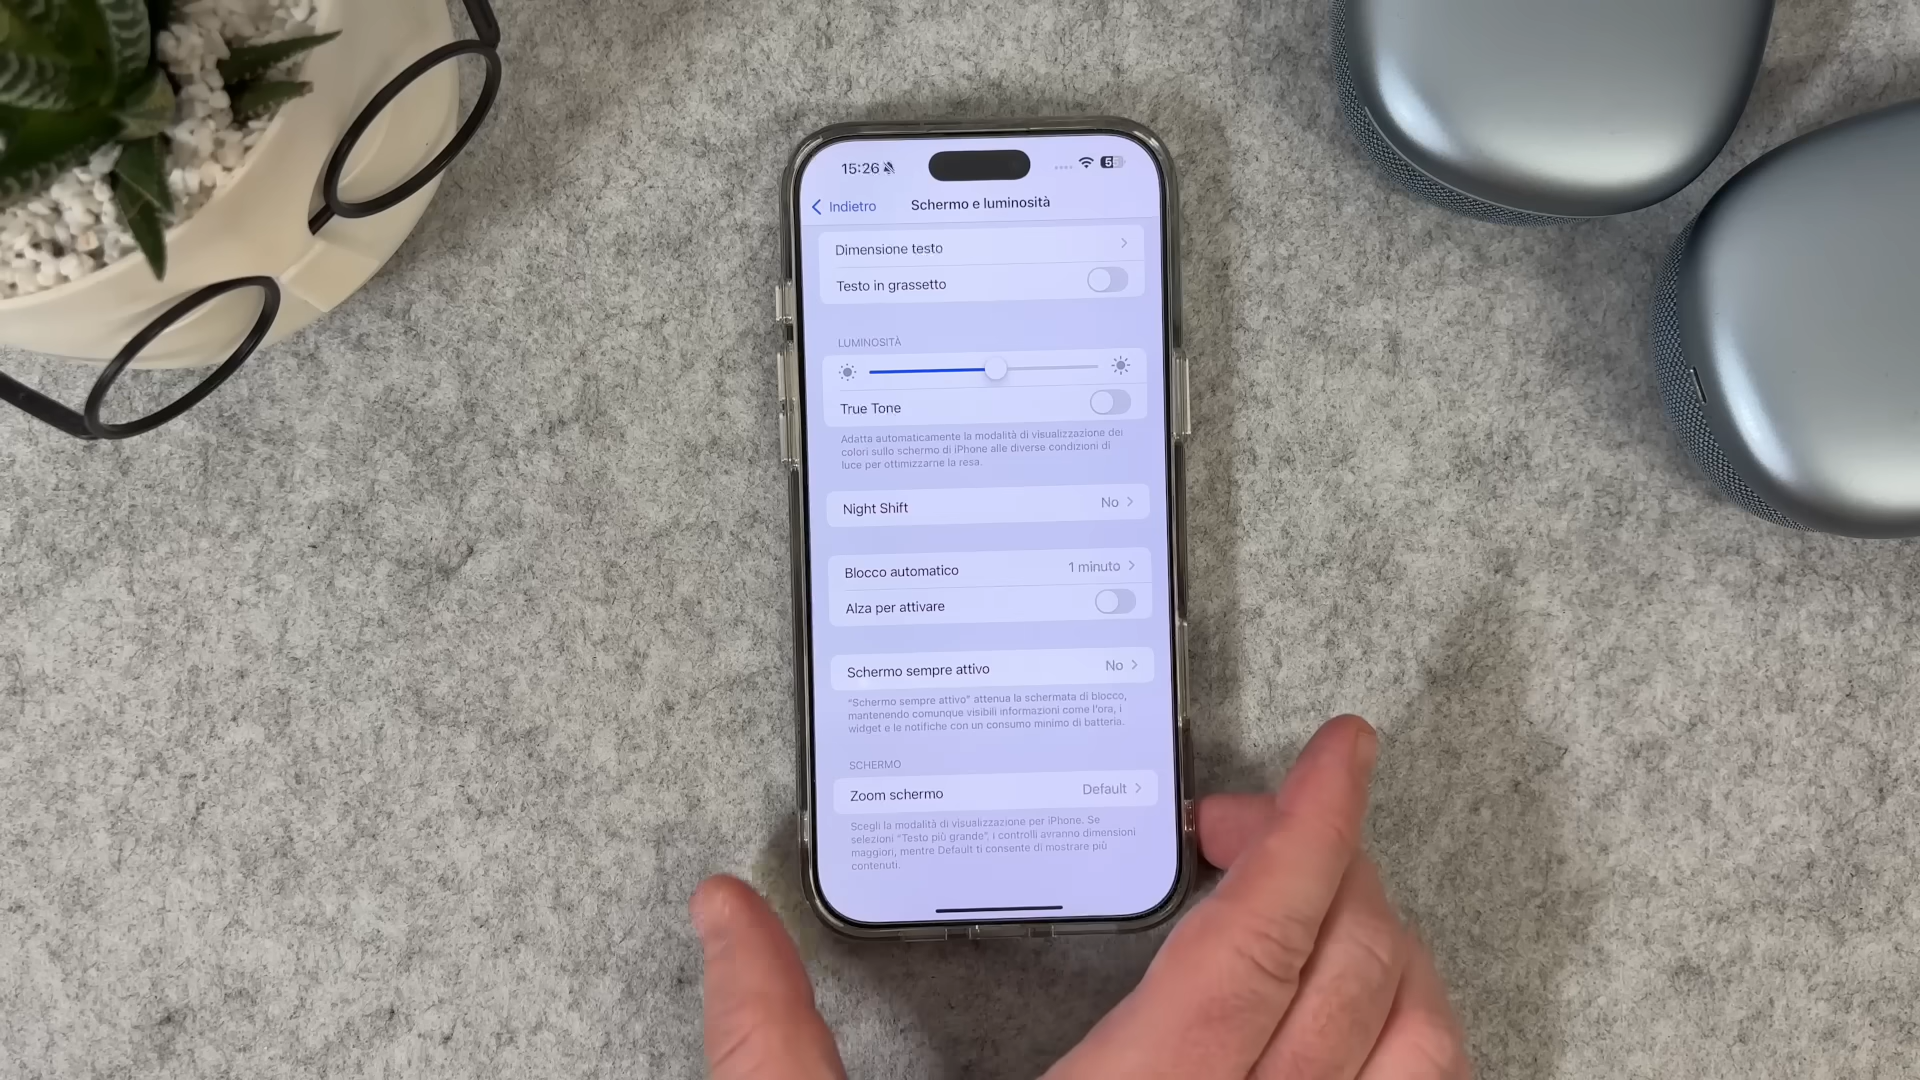 15:26
Indietro
Schermo e luminosità
Dimensione testo
Testo in grassetto
LUMINOSITÀ
True Tone
Adatta automaticamente la modalità di visualizzazione dei
colori sullo schermo di iPhone alle diverse condizioni di
luce per ottimizzarne la resa.
Night Shift No
Blocco automatico 1 minuto
Alza per attivare
Schermo sempre attivo No
“Schermo sempre attivo” attenua la schermata di blocco,
mantenendo comunque visibili informazioni come l'ora, i
widget e le notifiche con un consumo minimo di batteria.
SCHERMO
Zoom schermo Default
Scegli la modalità di visualizzazione per iPhone. Se
selezioni “Testo più grande”, i controlli avranno dimensioni
maggiori, mentre Default ti consente di mostrare più
contenuti.